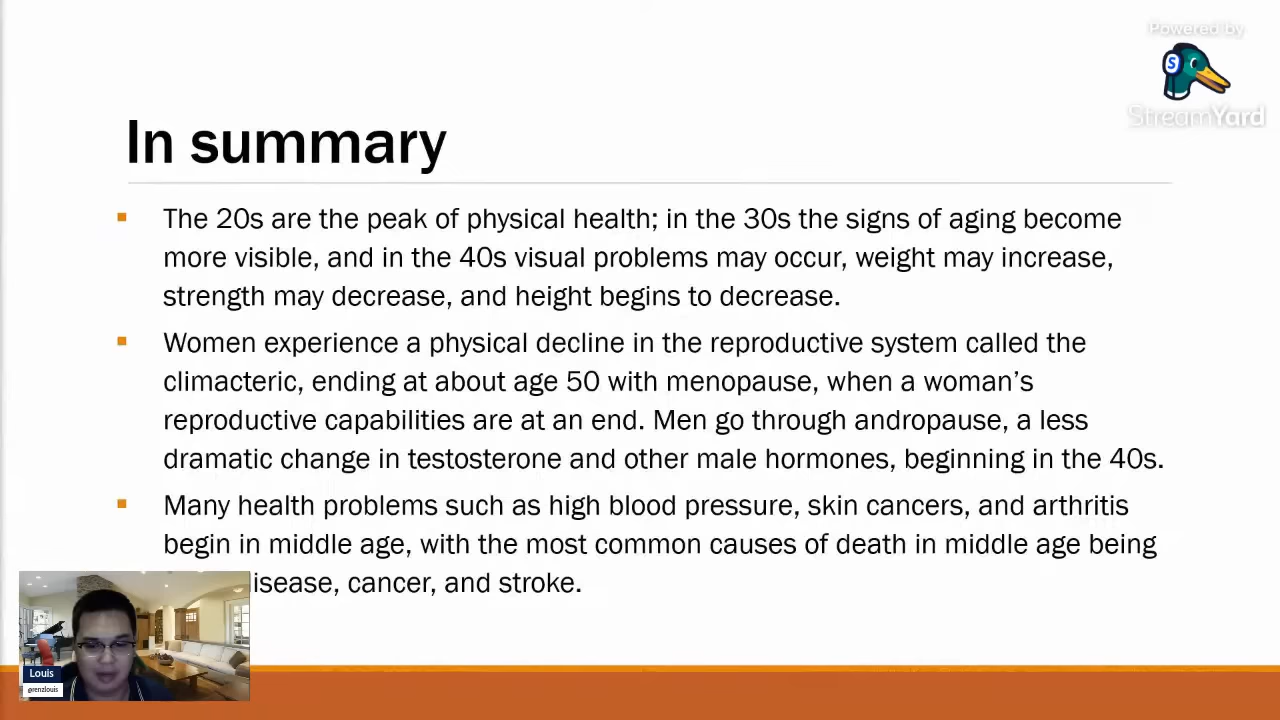 Powered by
StreamYard
In summary
The 20s are the peak of physical health; in the 30s the signs of aging become
more visible, and in the 40s visual problems may occur, weight may increase,
strength may decrease, and height begins to decrease.
Women experience a physical decline in the reproductive system called the
climacteric, ending at about age 50 with menopause, when a woman’s
reproductive capabilities are at an end. Men go through andropause, a less
dramatic change in testosterone and other male hormones, beginning in the 40s.
Many health problems such as high blood pressure, skin cancers, and arthritis
begin in middle age, with the most common causes of death in middle age being
isease, cancer, and stroke.
Louis
@renzlouis